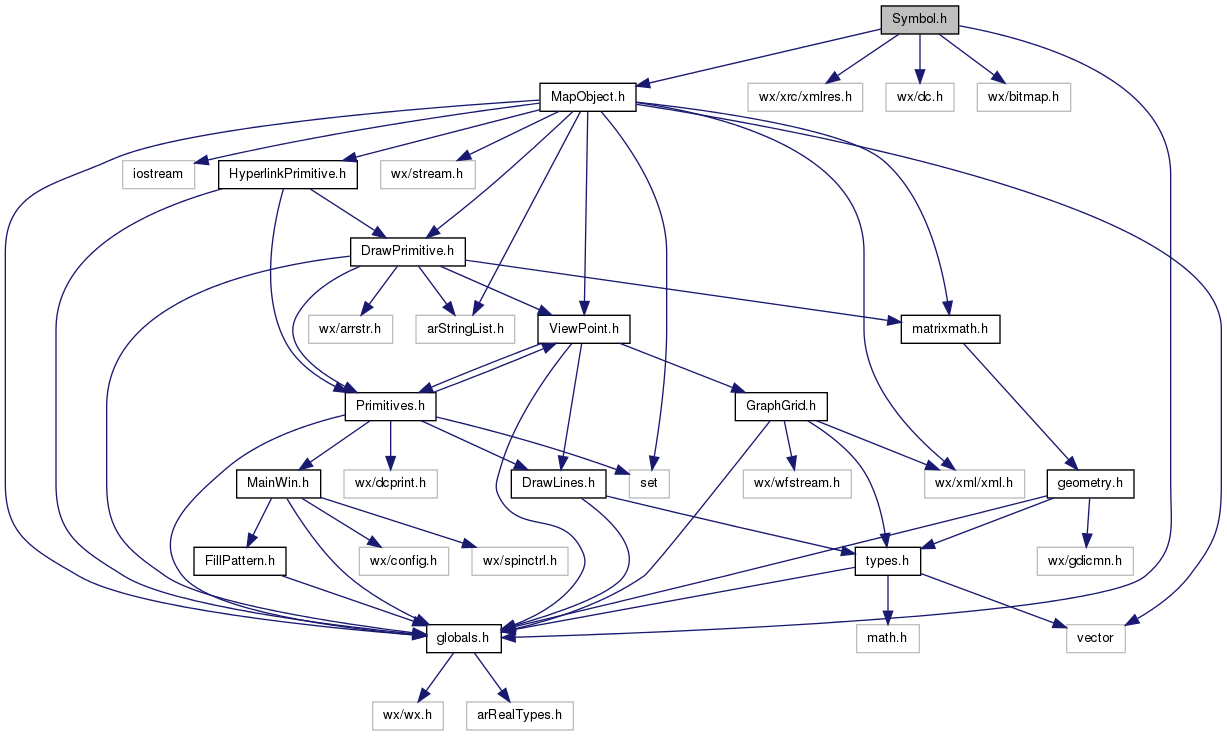 Symbol.h
MapObject.h
wx/xrc/xmlres.h
wx/dc.h
wx/bitmap.h
iostream
HyperlinkPrimitive.h
wx/stream.h
DrawPrimitive.h
wx/arrstr.h
arStringList.h
ViewPoint.h
matrixmath.h
Primitives.h
GraphGrid.h
MainWin.h
wx/dcprint.h
DrawLines.h
set
wx/wfstream.h
wx/xml/xml.h
geometry.h
FillPattern.h
wx/config.h
wx/spinctrl.h
types.h
wx/gdicmn.h
globals.h
math.h
vector
wx/wx.h
arRealTypes.h